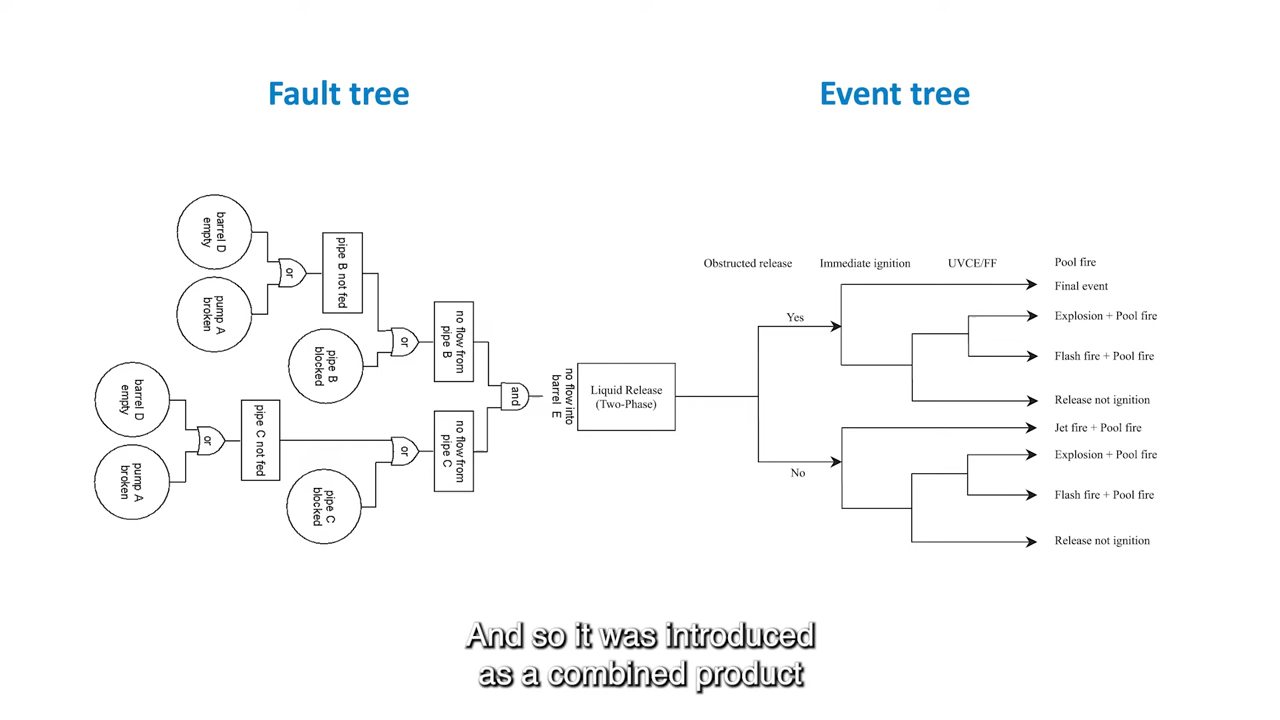 Fault tree
Event tree
barrel D
empty
pump A
broken
or
pipe B not fed
pipe B
blocked
or
no flow from
pipe B
barrel D
empty
pump A
broken
or
pipe C not fed
pipe C
blocked
or
no flow from
pipe C
and
no flow into
barrel E
Liquid Release
(Two-Phase)
Obstructed release
Immediate ignition
UVCE/FF
Pool fire
Final event
Yes
Explosion + Pool fire
Flash fire + Pool fire
Release not ignition
Jet fire + Pool fire
No
Explosion + Pool fire
Flash fire + Pool fire
Release not ignition
And so it was introduced
as a combined product